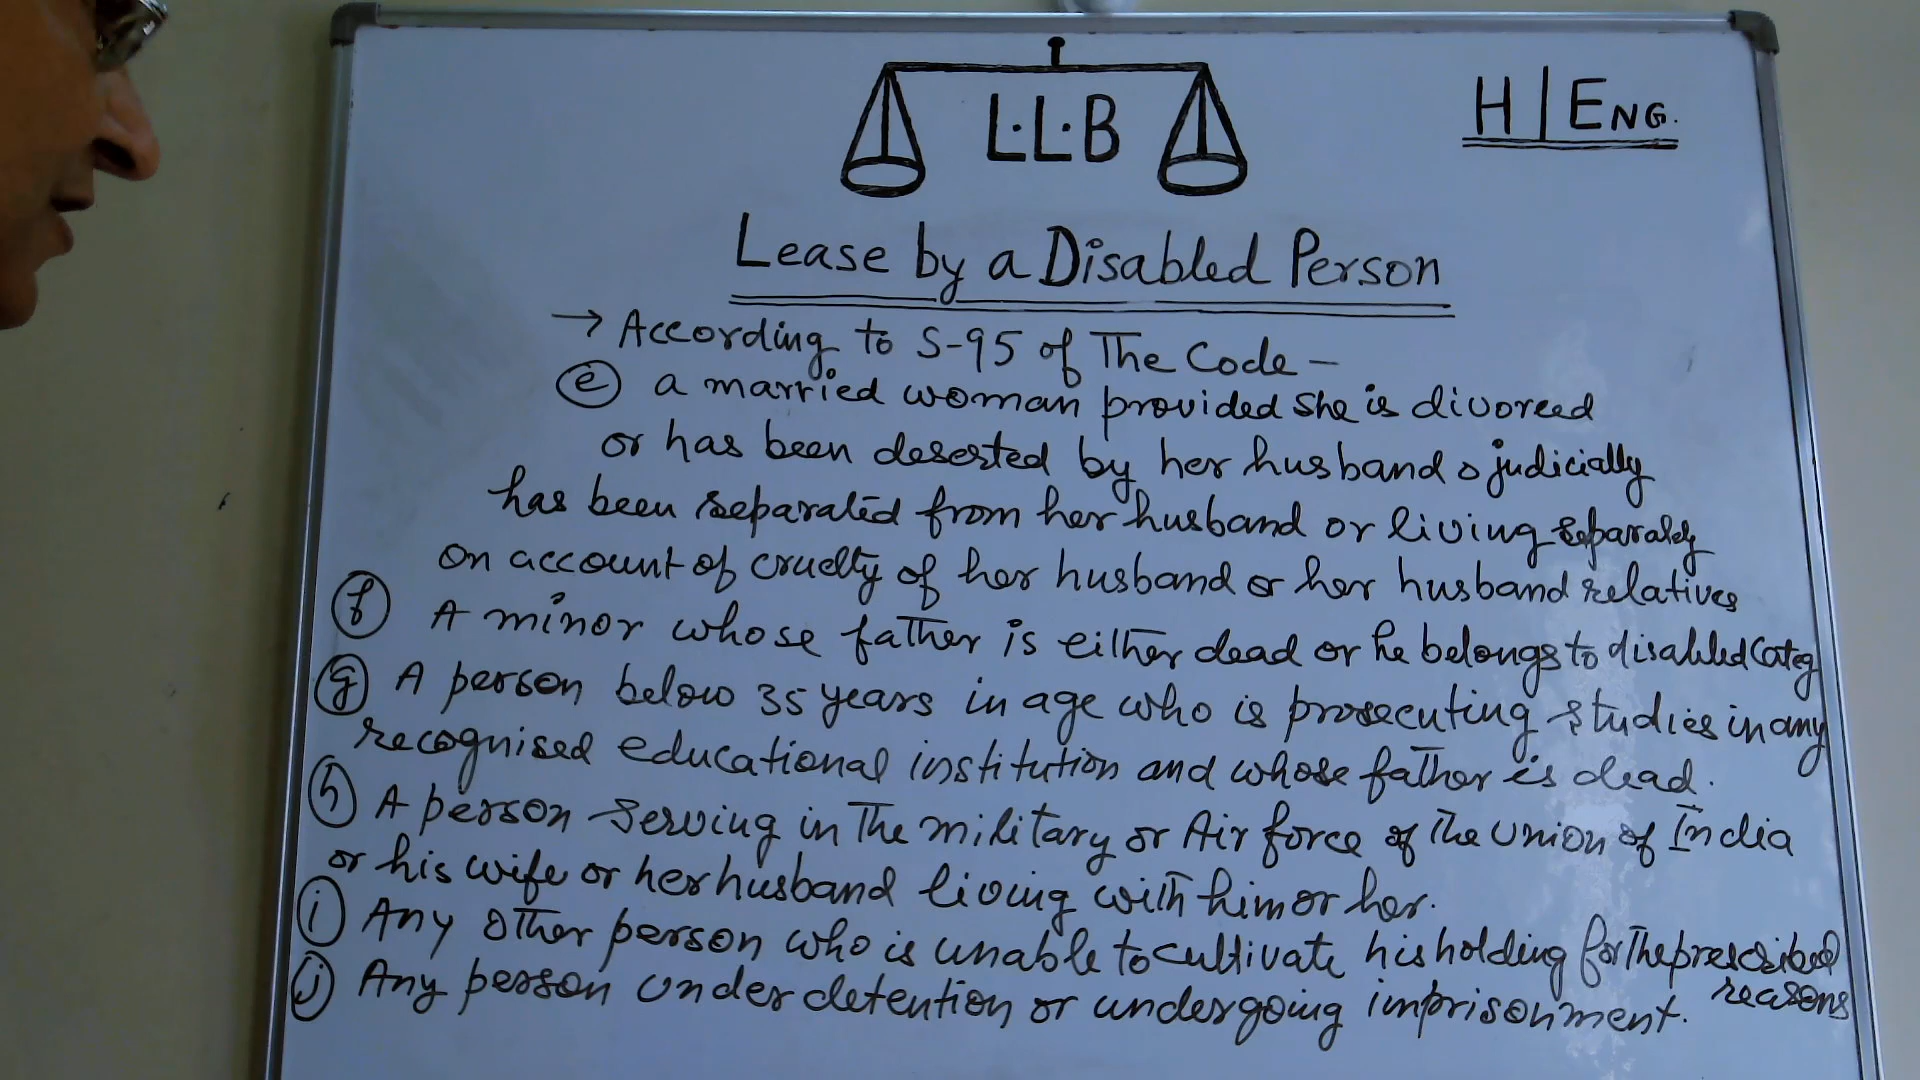 L.L.B
H | ENG.
Lease by a Disabled Person
→ According to S-95 of The Code –
(e) a married woman provided she is divorced
or has been deserted by her husband o judicially
has been separated from her husband or living separately
on account of cruelty of her husband or her husband relatives
(f) A minor whose father is either dead or he belongs to disabled categ
(g) A person below 35 years in age who is prosecuting studies in any
recognised educational institution and whose father is dead.
(h) A person serving in The military or Air force of The Union of India
or his wife or her husband living with him or her.
(i) Any other person who is unable to cultivate his holding for The prescribed
reasons
(j) Any person under detention or undergoing imprisonment.